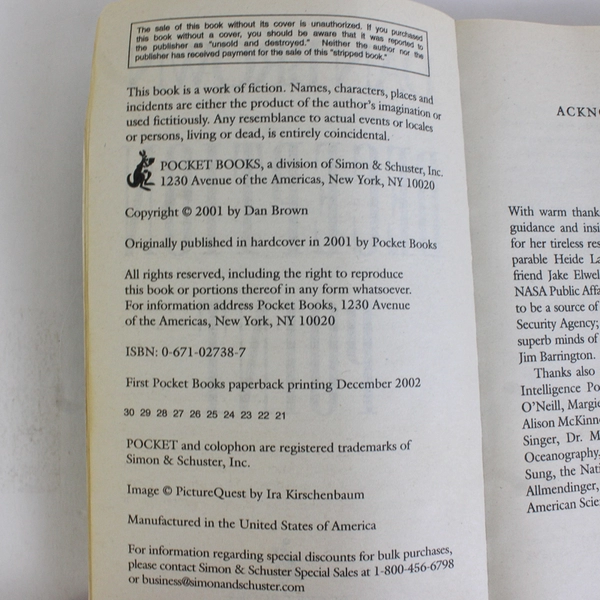 The sale of this book without its cover is unauthorized. If you purchased
this book without a cover, you should be aware that it was reported to
the publisher as "unsold and destroyed." Neither the author nor the
publisher has received payment for the sale of this "stripped book."
This book is a work of fiction. Names, characters, places and
incidents are either the product of the author's imagination or
used fictitiously. Any resemblance to actual events or locales
or persons, living or dead, is entirely coincidental.
POCKET BOOKS, a division of Simon & Schuster, Inc.
1230 Avenue of the Americas, New York, NY 10020
Copyright © 2001 by Dan Brown
Originally published in hardcover in 2001 by Pocket Books
All rights reserved, including the right to reproduce
this book or portions thereof in any form whatsoever.
For information address Pocket Books, 1230 Avenue
of the Americas, New York, NY 10020
ISBN: 0-671-02738-7
First Pocket Books paperback printing December 2002
30 29 28 27 26 25 24 23 22 21
POCKET and colophon are registered trademarks of
Simon & Schuster, Inc.
Image © PictureQuest by Ira Kirschenbaum
Manufactured in the United States of America
For information regarding special discounts for bulk purchases,
please contact Simon & Schuster Special Sales at 1-800-456-6798
or business@simonandschuster.com
ACKNO
With warm thank
guidance and insi
for her tireless res
parable Heide La
friend Jake Elwel
NASA Public Affa
to be a source of
Security Agency;
superb minds of
Jim Barrington.
Thanks also
Intelligence Po
O'Neill, Margie
Alison McKinne
Singer, Dr. M
Oceanography,
Sung, the Nati
Allmendinger,
American Scie